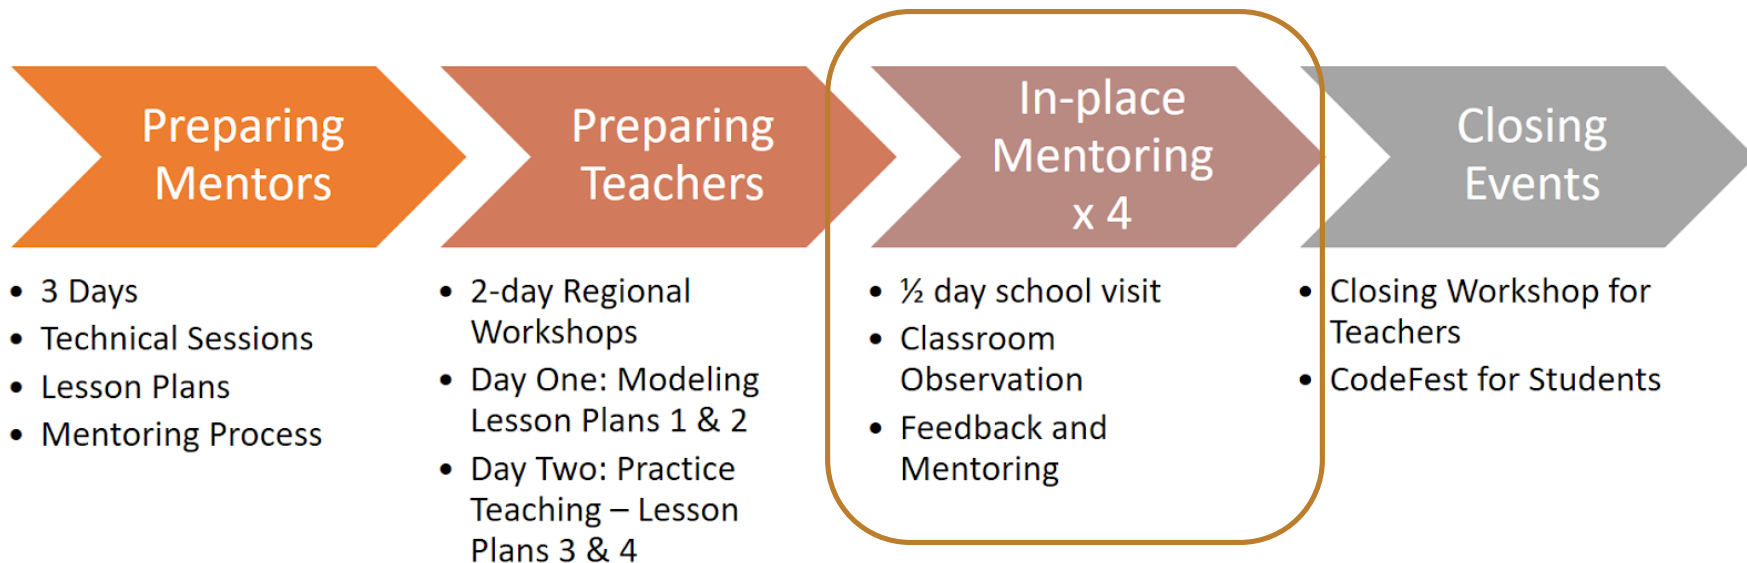 Preparing
Mentors
• 3 Days
• Technical Sessions
• Lesson Plans
• Mentoring Process
Preparing
Teachers
• 2-day Regional
Workshops
• Day One: Modeling
Lesson Plans 1 & 2
• Day Two: Practice
Teaching – Lesson
Plans 3 & 4
In-place
Mentoring
x 4
• ½ day school visit
• Classroom
Observation
• Feedback and
Mentoring
Closing
Events
• Closing Workshop for
Teachers
• CodeFest for Students